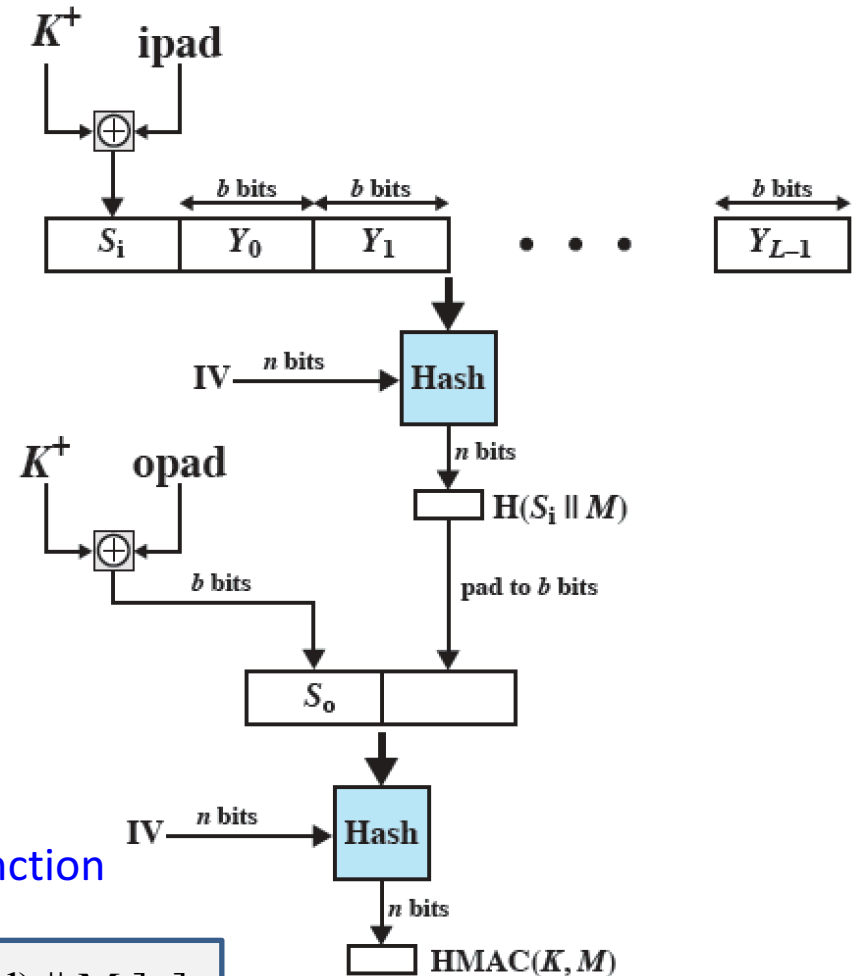 K⁺ ipad
⊕
b bits b bits b bits
Sᵢ Y₀ Y₁ • • • Y_{L–1}
IV n bits Hash
n bits
K⁺ opad
H(Sᵢ || M)
⊕
b bits pad to b bits
Sₒ
IV n bits Hash
nction
n bits
HMAC(K, M)